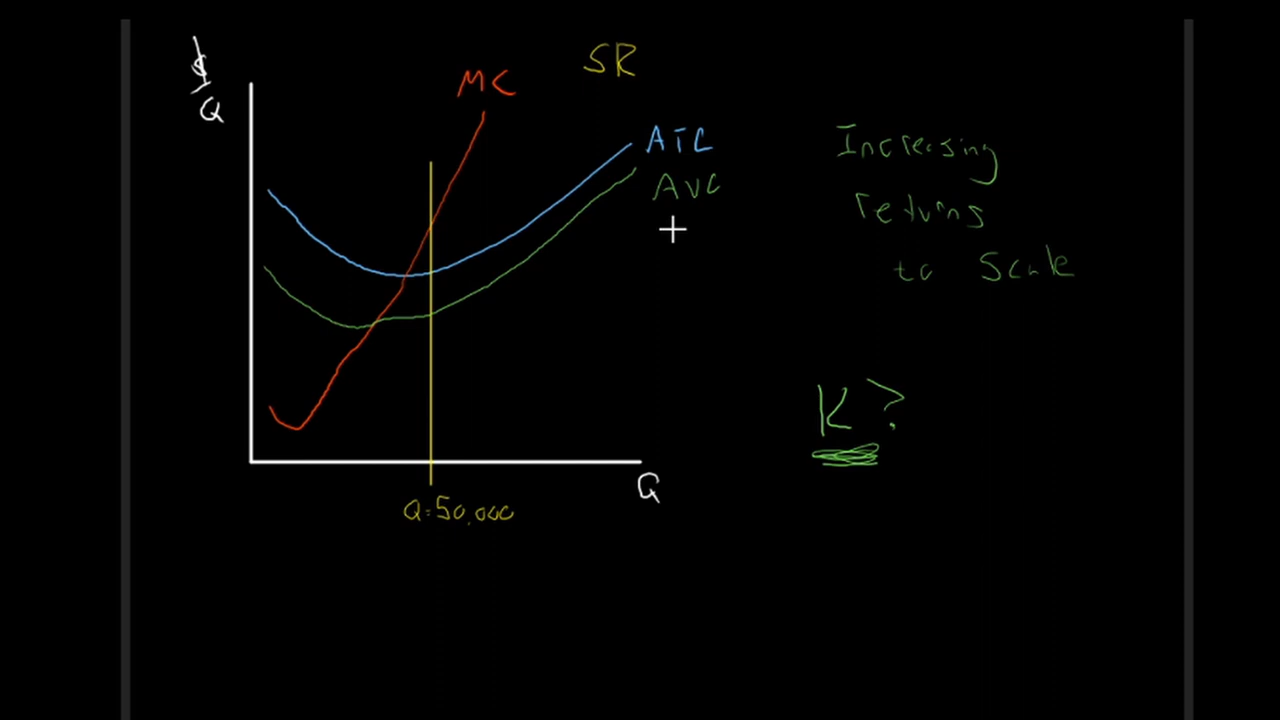 $/Q
MC
SR
ATC
AVC
Increasing
returns
to Scale
K?
Q
Q=50,000